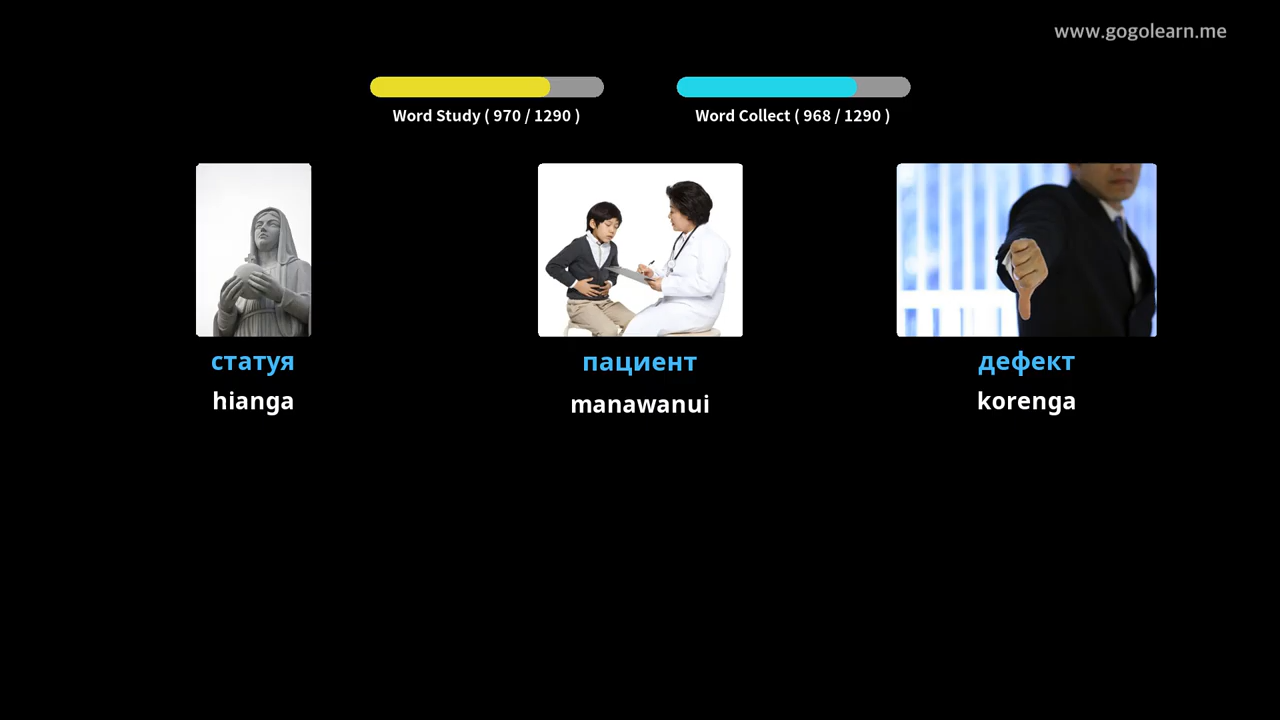 www.gogolearn.me
Word Study ( 970 / 1290 )
Word Collect ( 968 / 1290 )
статуя
hianga
пациент
manawanui
дефект
korenga